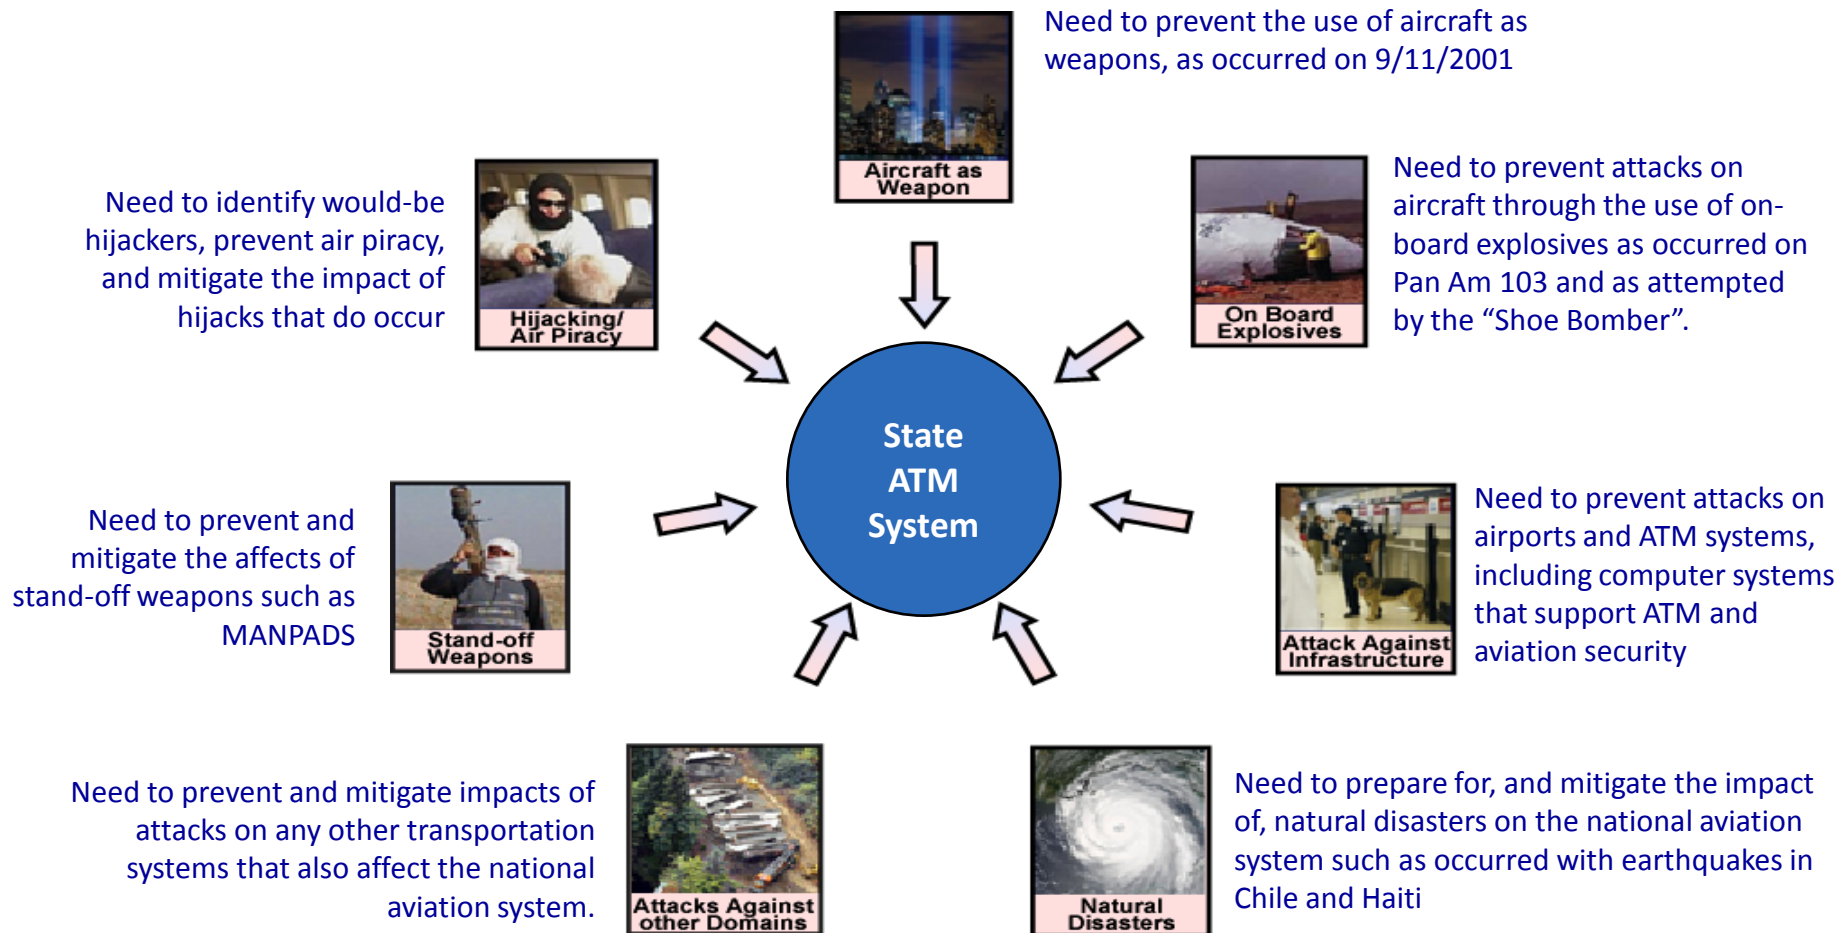 Need to prevent the use of aircraft as
weapons, as occurred on 9/11/2001
Aircraft as
Weapon
Need to identify would-be
hijackers, prevent air piracy,
and mitigate the impact of
hijacks that do occur
Hijacking/
Air Piracy
On Board
Explosives
Need to prevent attacks on
aircraft through the use of on-
board explosives as occurred on
Pan Am 103 and as attempted
by the “Shoe Bomber”.
State
ATM
System
Need to prevent and
mitigate the affects of
stand-off weapons such as
MANPADS
Stand-off
Weapons
Attack Against
Infrastructure
Need to prevent attacks on
airports and ATM systems,
including computer systems
that support ATM and
aviation security
Need to prevent and mitigate impacts of
attacks on any other transportation
systems that also affect the national
aviation system.
Attacks Against
other Domains
Natural
Disasters
Need to prepare for, and mitigate the impact
of, natural disasters on the national aviation
system such as occurred with earthquakes in
Chile and Haiti